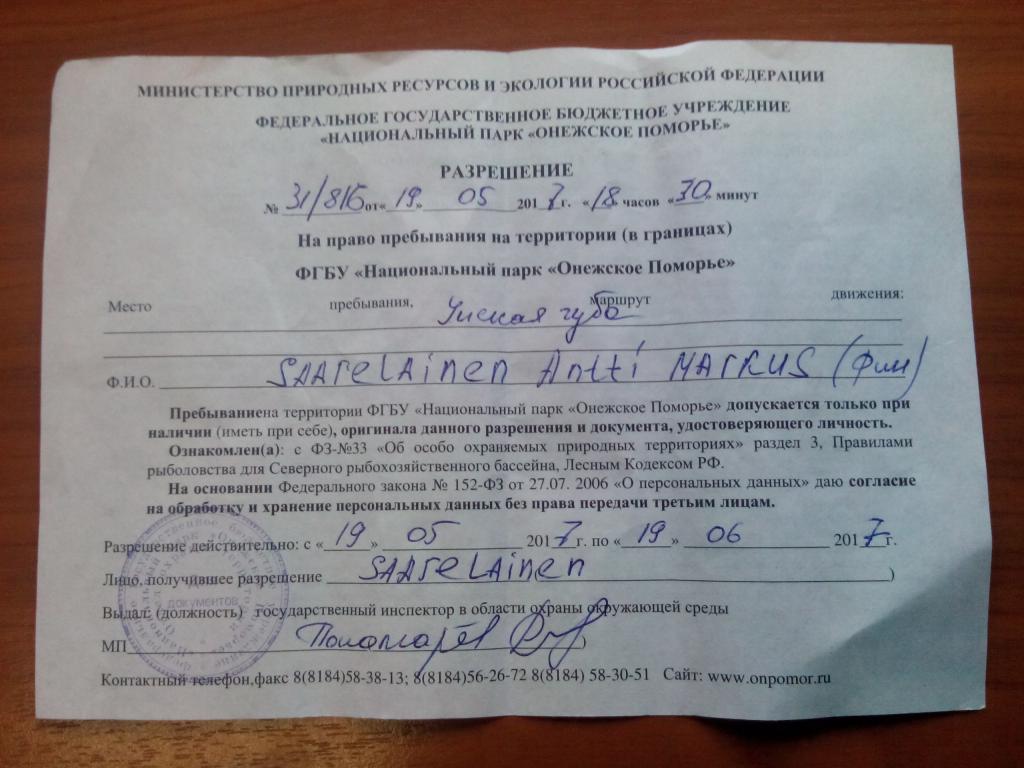 МИНИСТЕРСТВО ПРИРОДНЫХ РЕСУРСОВ И ЭКОЛОГИИ РОССИЙСКОЙ ФЕДЕРАЦИИ
ФЕДЕРАЛЬНОЕ ГОСУДАРСТВЕННОЕ БЮДЖЕТНОЕ УЧРЕЖДЕНИЕ
«НАЦИОНАЛЬНЫЙ ПАРК «ОНЕЖСКОЕ ПОМОРЬЕ»
РАЗРЕШЕНИЕ
№ 31/81Б от« 19 » 05 2017г. «18» часов «30» минут
На право пребывания на территории (в границах)
ФГБУ «Национальный парк «Онежское Поморье»
Место пребывания, маршрут движения:
Унская губа
Ф.И.О. SAArelAinen Antti MArKUS (Фин)
Пребываниена территории ФГБУ «Национальный парк «Онежское Поморье» допускается только при
наличии (иметь при себе), оригинала данного разрешения и документа, удостоверяющего личность.
Ознакомлен(а): с ФЗ-№33 «Об особо охраняемых природных территориях» раздел 3, Правилами
рыболовства для Северного рыбохозяйственного бассейна, Лесным Кодексом РФ.
На основании Федерального закона № 152-ФЗ от 27.07. 2006 «О персональных данных» даю согласие
на обработку и хранение персональных данных без права передачи третьим лицам.
Разрешение действительно: с « 19 » 05 2017г. по « 19 » 06 2017г.
Лицо, получившее разрешение SAArelAinen )
Выдал: (должность) государственный инспектор в области охраны окружающей среды
документов
МП Пономарёв )
Контактный телефон,факс 8(8184)58-38-13; 8(8184)56-26-72 8(8184) 58-30-51 Сайт: www.onpomor.ru